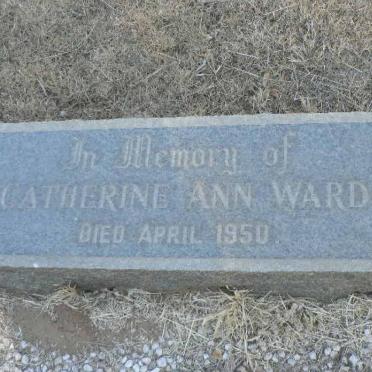 In Memory of
CATHERINE ANN WARD
DIED APRIL 1950